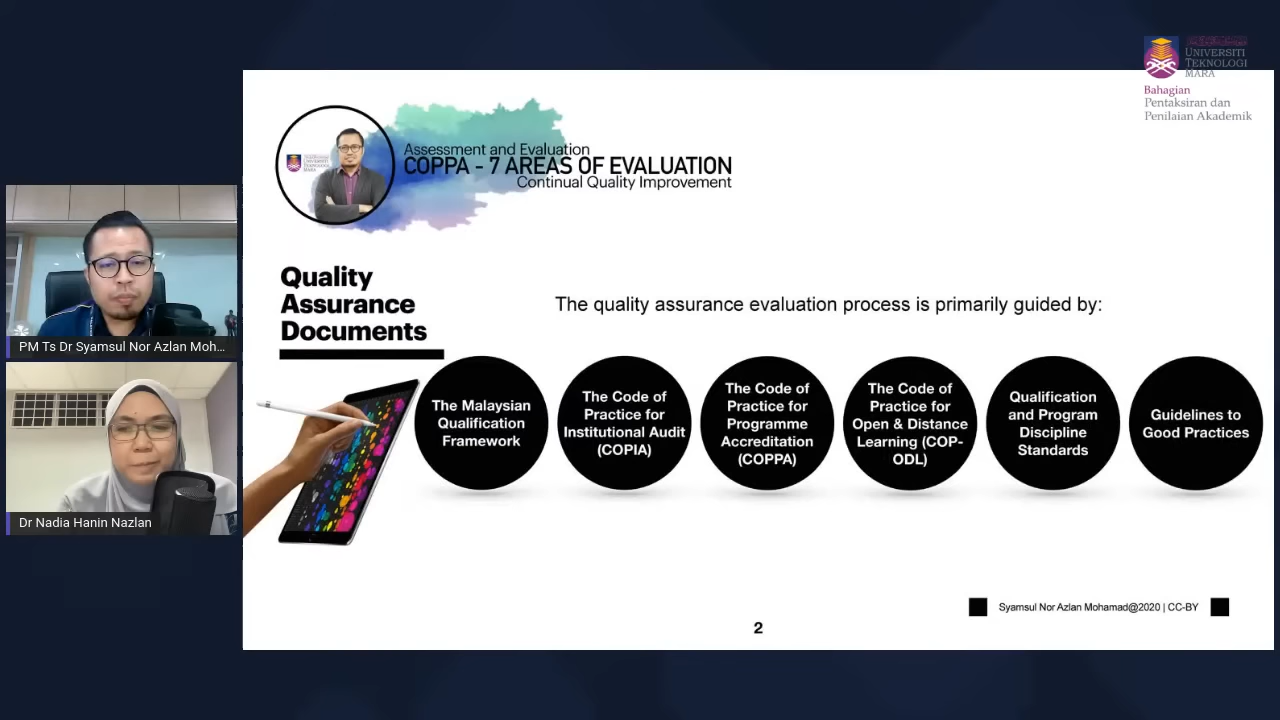 UNIVERSITI
TEKNOLOGI
MARA
Bahagian
Pentaksiran dan
Penilaian Akademik
Assessment and Evaluation
COPPA - 7 AREAS OF EVALUATION
Continual Quality Improvement
UNIVERSITI
TEKNOLOGI
MARA
Quality
Assurance
Documents
The quality assurance evaluation process is primarily guided by:
The Malaysian
Qualification
Framework
The Code of
Practice for
Institutional Audit
(COPIA)
The Code of
Practice for
Programme
Accreditation
(COPPA)
The Code of
Practice for
Open & Distance
Learning (COP-
ODL)
Qualification
and Program
Discipline
Standards
Guidelines to
Good Practices
PM Ts Dr Syamsul Nor Azlan Moh...
Dr Nadia Hanin Nazlan
Syamsul Nor Azlan Mohamad@2020 | CC-BY
2